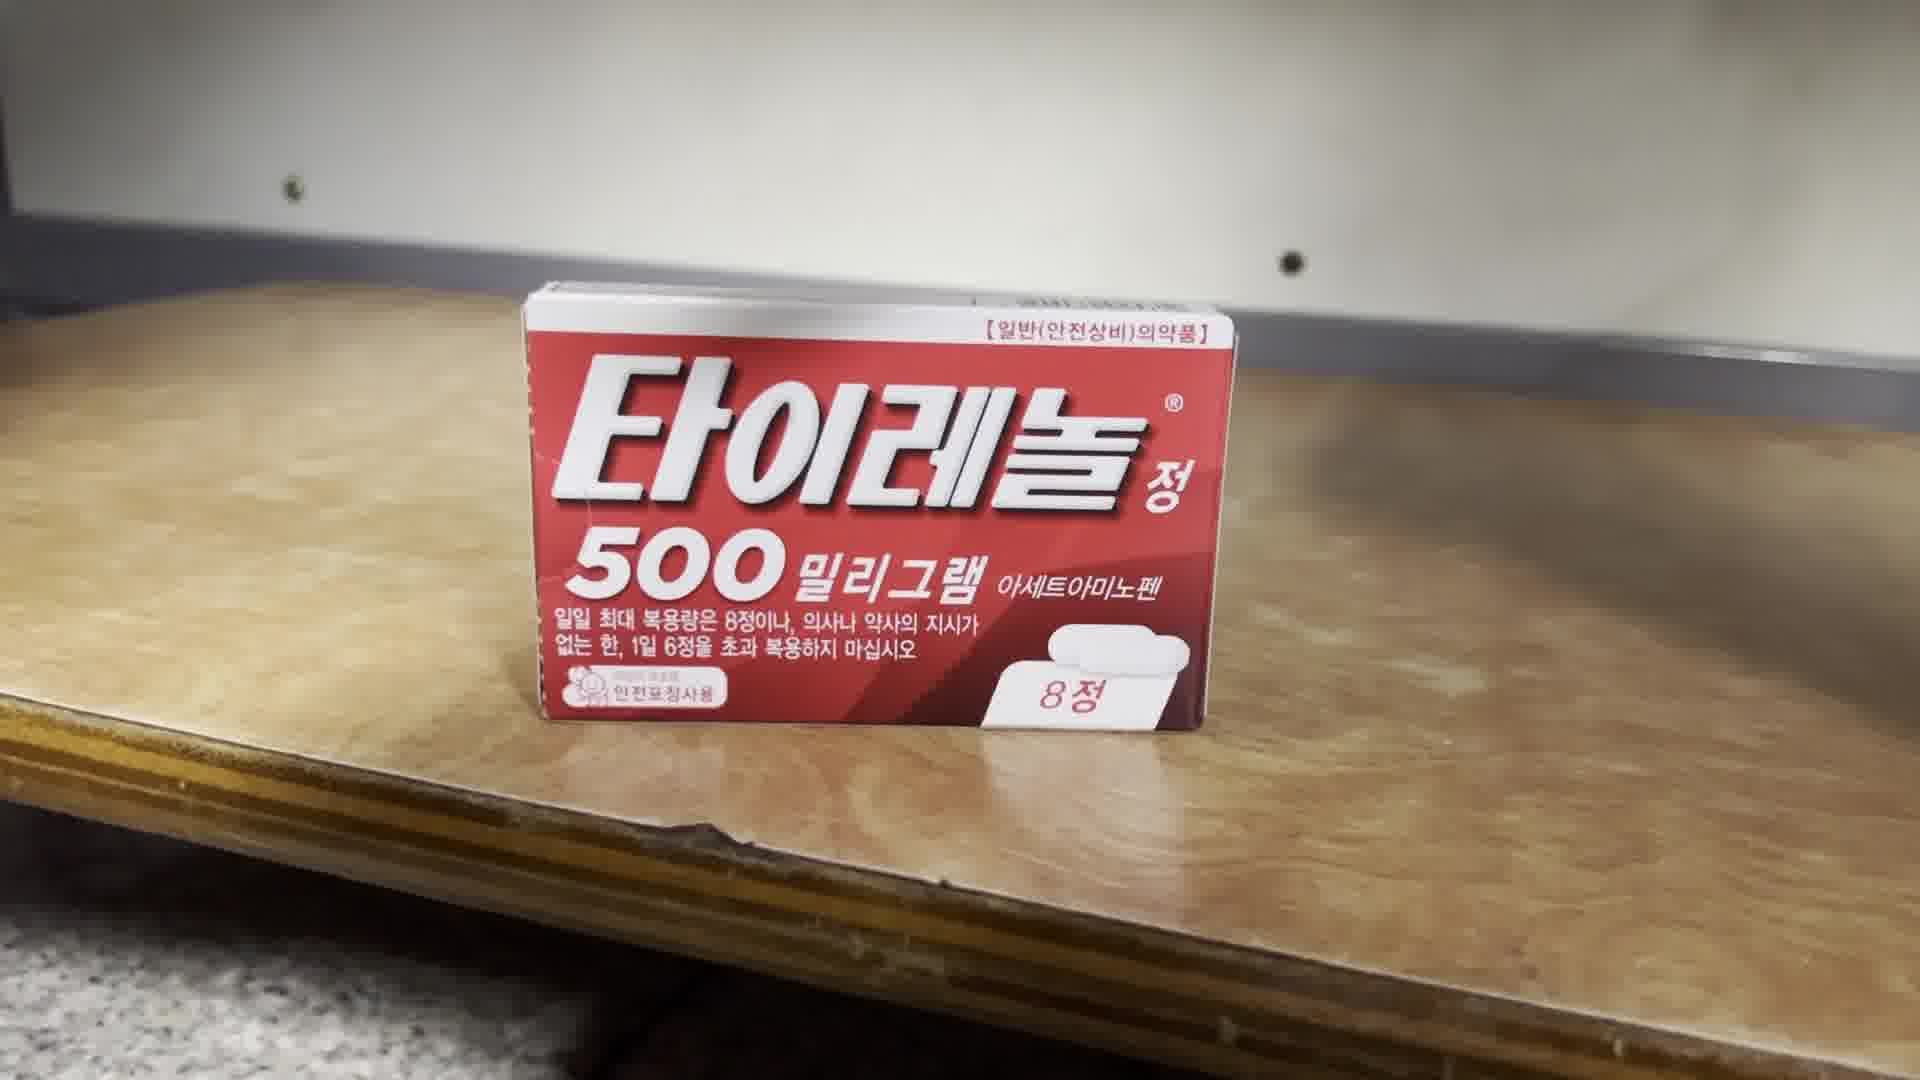 【일반(안전상비)의약품】
타이레놀® 정
500 밀리그램 아세트아미노펜
일일 최대 복용량은 8정이나, 의사나 약사의 지시가
없는 한, 1일 6정을 초과 복용하지 마십시오
안전포장사용
8정